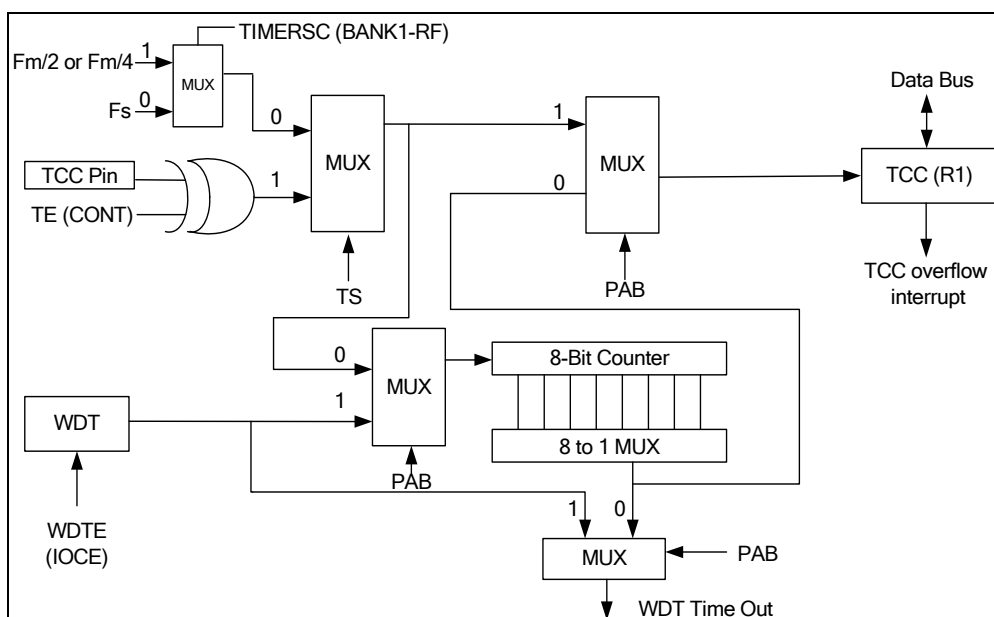 TIMERSC (BANK1-RF)
Fm/2 or Fm/4
1
MUX
Fs
0
0
TCC Pin
TE (CONT)
1
MUX
TS
1
0
MUX
PAB
Data Bus
TCC (R1)
TCC overflow
interrupt
0
1
MUX
PAB
8-Bit Counter
8 to 1 MUX
WDT
WDTE
(IOCE)
1
0
MUX
PAB
WDT Time Out